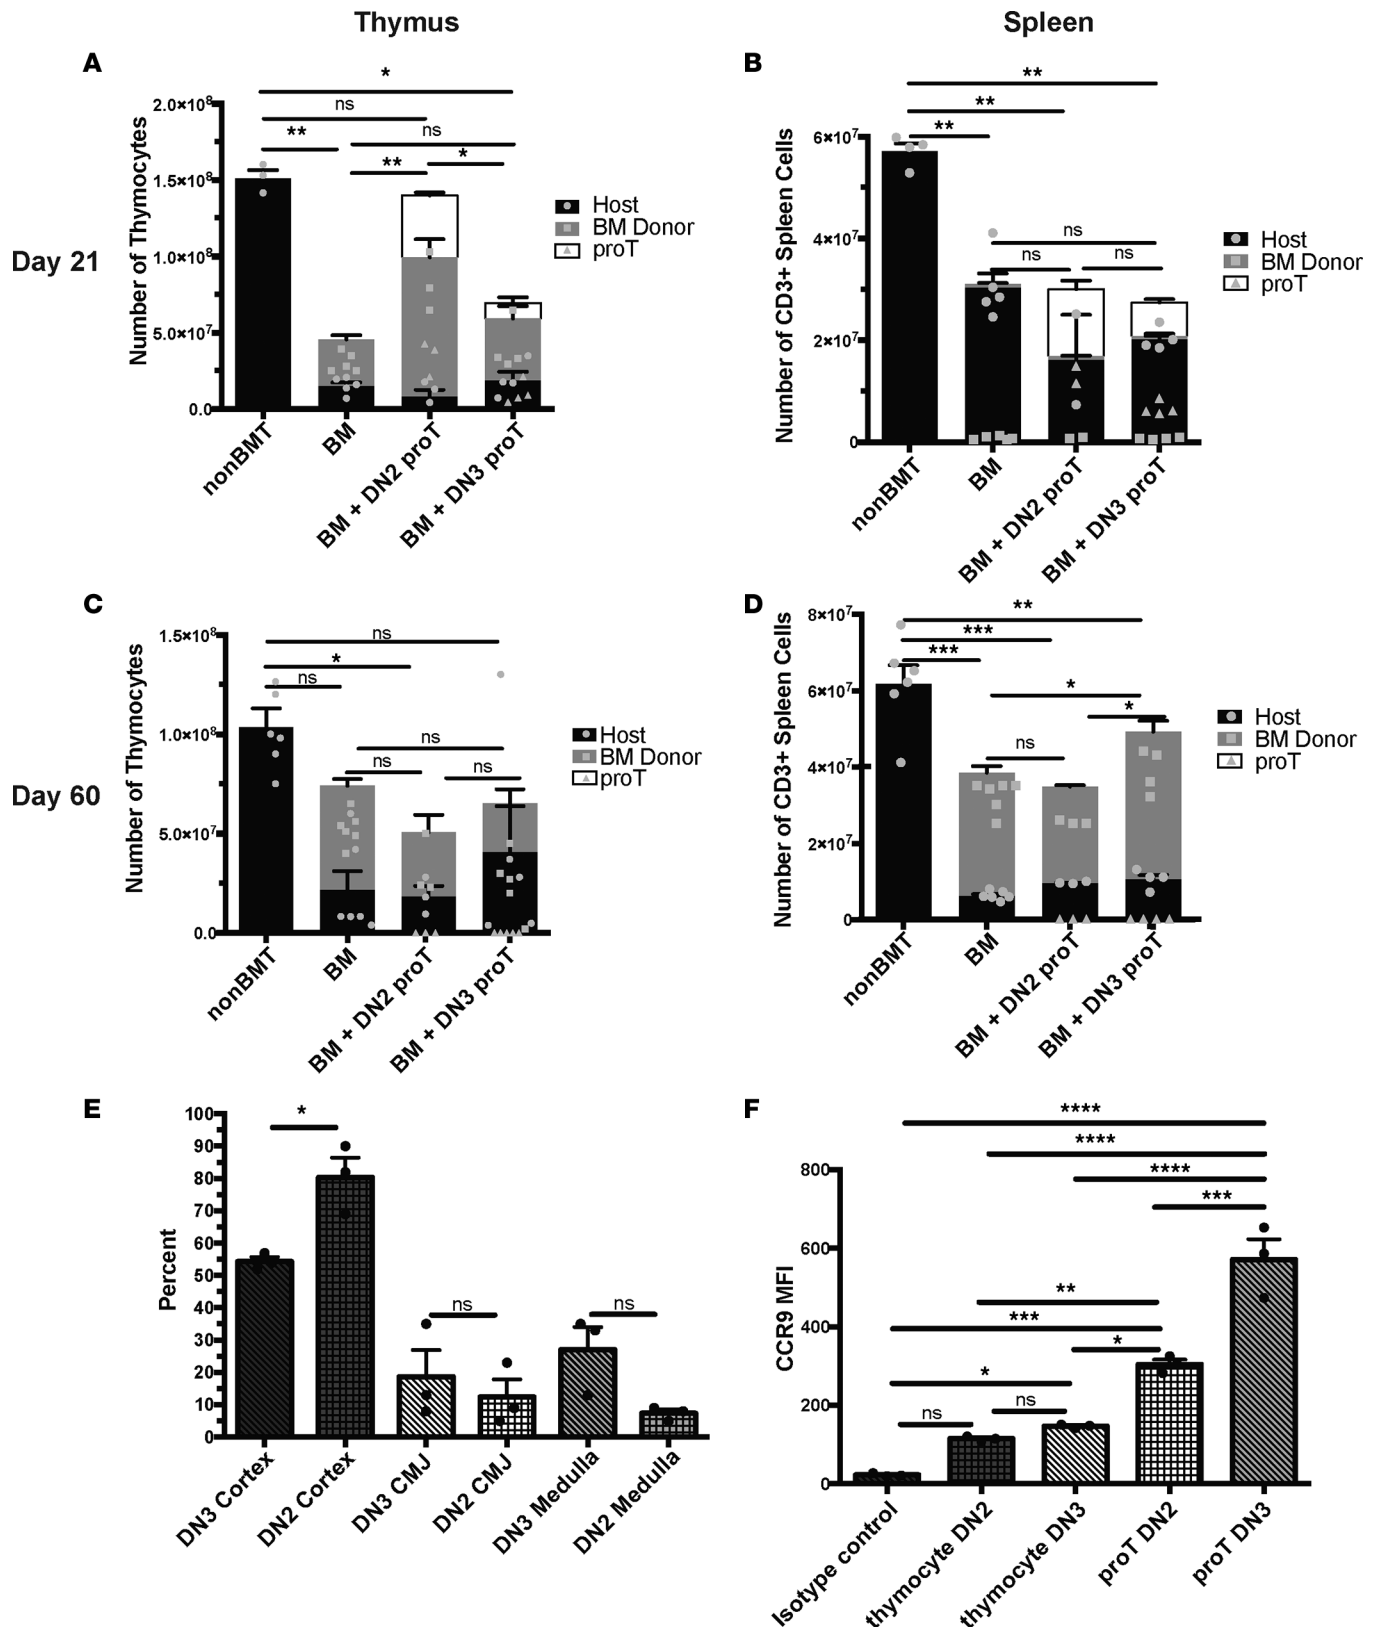 Thymus
Spleen
Day 21
A
Number of Thymocytes
2.0×10⁸
1.5×10⁸
1.0×10⁸
5.0×10⁷
0.0
*
ns
**
ns
**
*
nonBMT
BM
BM + DN2 proT
BM + DN3 proT
Host
BM Donor
proT
B
Number of CD3+ Spleen Cells
6×10⁷
4×10⁷
2×10⁷
0
**
**
**
ns
ns
ns
nonBMT
BM
BM + DN2 proT
BM + DN3 proT
Host
BM Donor
proT
Day 60
C
Number of Thymocytes
1.5×10⁸
1.0×10⁸
5.0×10⁷
0.0
ns
*
ns
ns
ns
ns
nonBMT
BM
BM + DN2 proT
BM + DN3 proT
Host
BM Donor
proT
D
Number of CD3+ Spleen Cells
8×10⁷
6×10⁷
4×10⁷
2×10⁷
0
**
***
***
*
*
ns
nonBMT
BM
BM + DN2 proT
BM + DN3 proT
Host
BM Donor
proT
E
Percent
100
90
80
70
60
50
40
30
20
10
0
*
ns
ns
DN3 Cortex
DN2 Cortex
DN3 CMJ
DN2 CMJ
DN3 Medulla
DN2 Medulla
F
CCR9 MFI
800
600
400
200
0
****
****
****
***
**
***
*
*
ns
ns
Isotype control
thymocyte DN2
thymocyte DN3
proT DN2
proT DN3